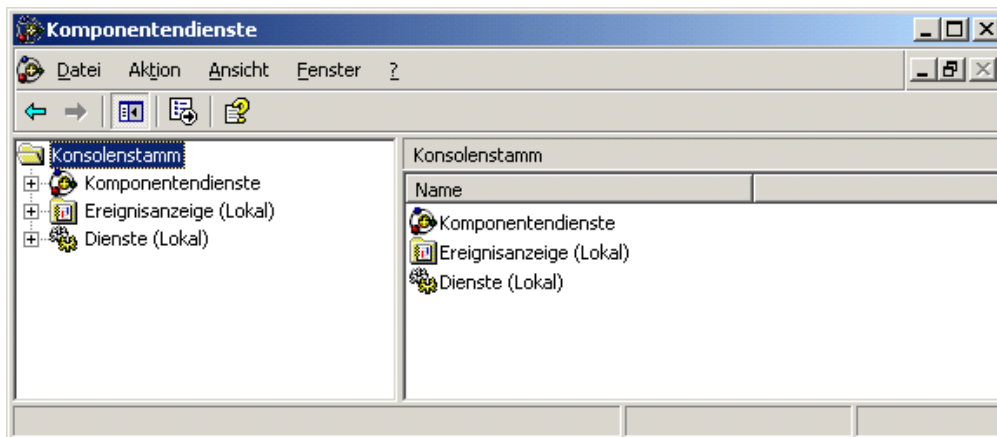 Komponentendienste
Datei Aktion Ansicht Fenster ?
Konsolenstamm
Komponentendienste
Ereignisanzeige (Lokal)
Dienste (Lokal)
Konsolenstamm
Name
Komponentendienste
Ereignisanzeige (Lokal)
Dienste (Lokal)